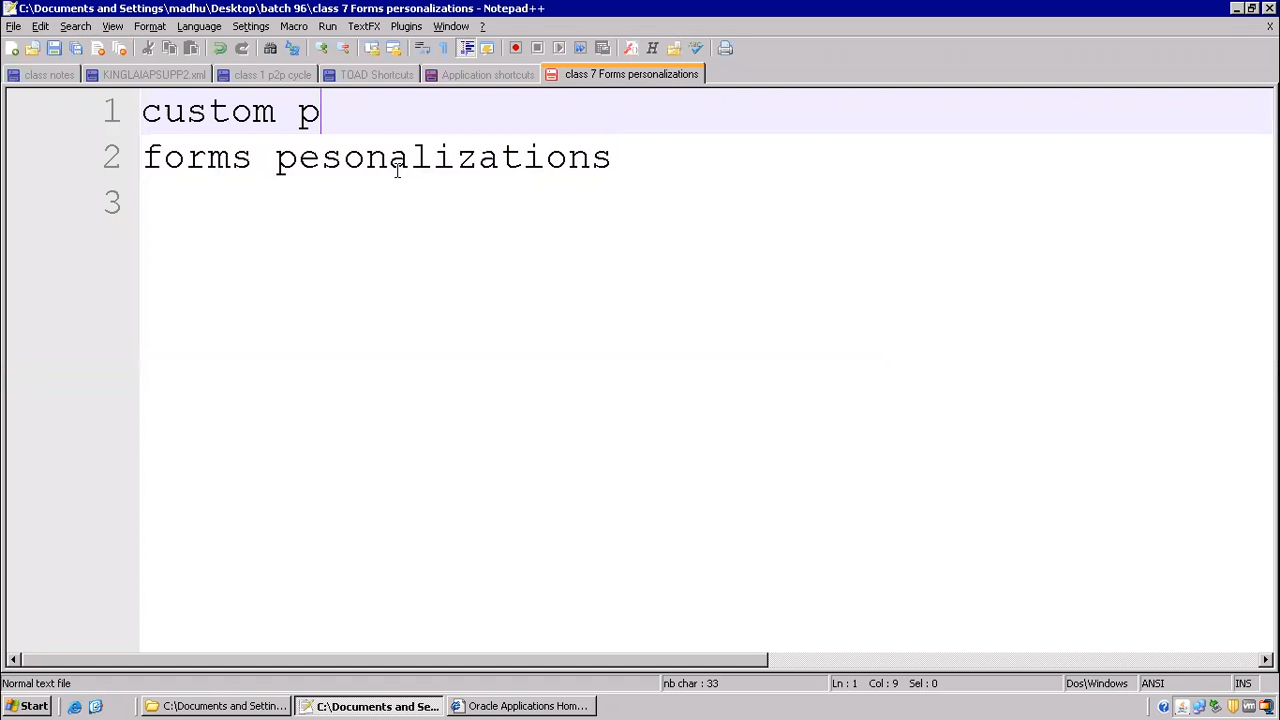 C:\Documents and Settings\madhu\Desktop\batch 96\class 7 Forms personalizations - Notepad++
File Edit Search View Format Language Settings Macro Run TextFX Plugins Window ? X
class notes KINGLAIAPSUPP2.xml class 1 p2p cycle TOAD Shortcuts Application shortcuts class 7 Forms personalizations
1 custom p
2 forms pesonalizations
3
Normal text file nb char : 33 Ln : 1 Col : 9 Sel : 0 Dos\Windows ANSI INS
Start C:\Documents and Settin... C:\Documents and Se... Oracle Applications Hom...